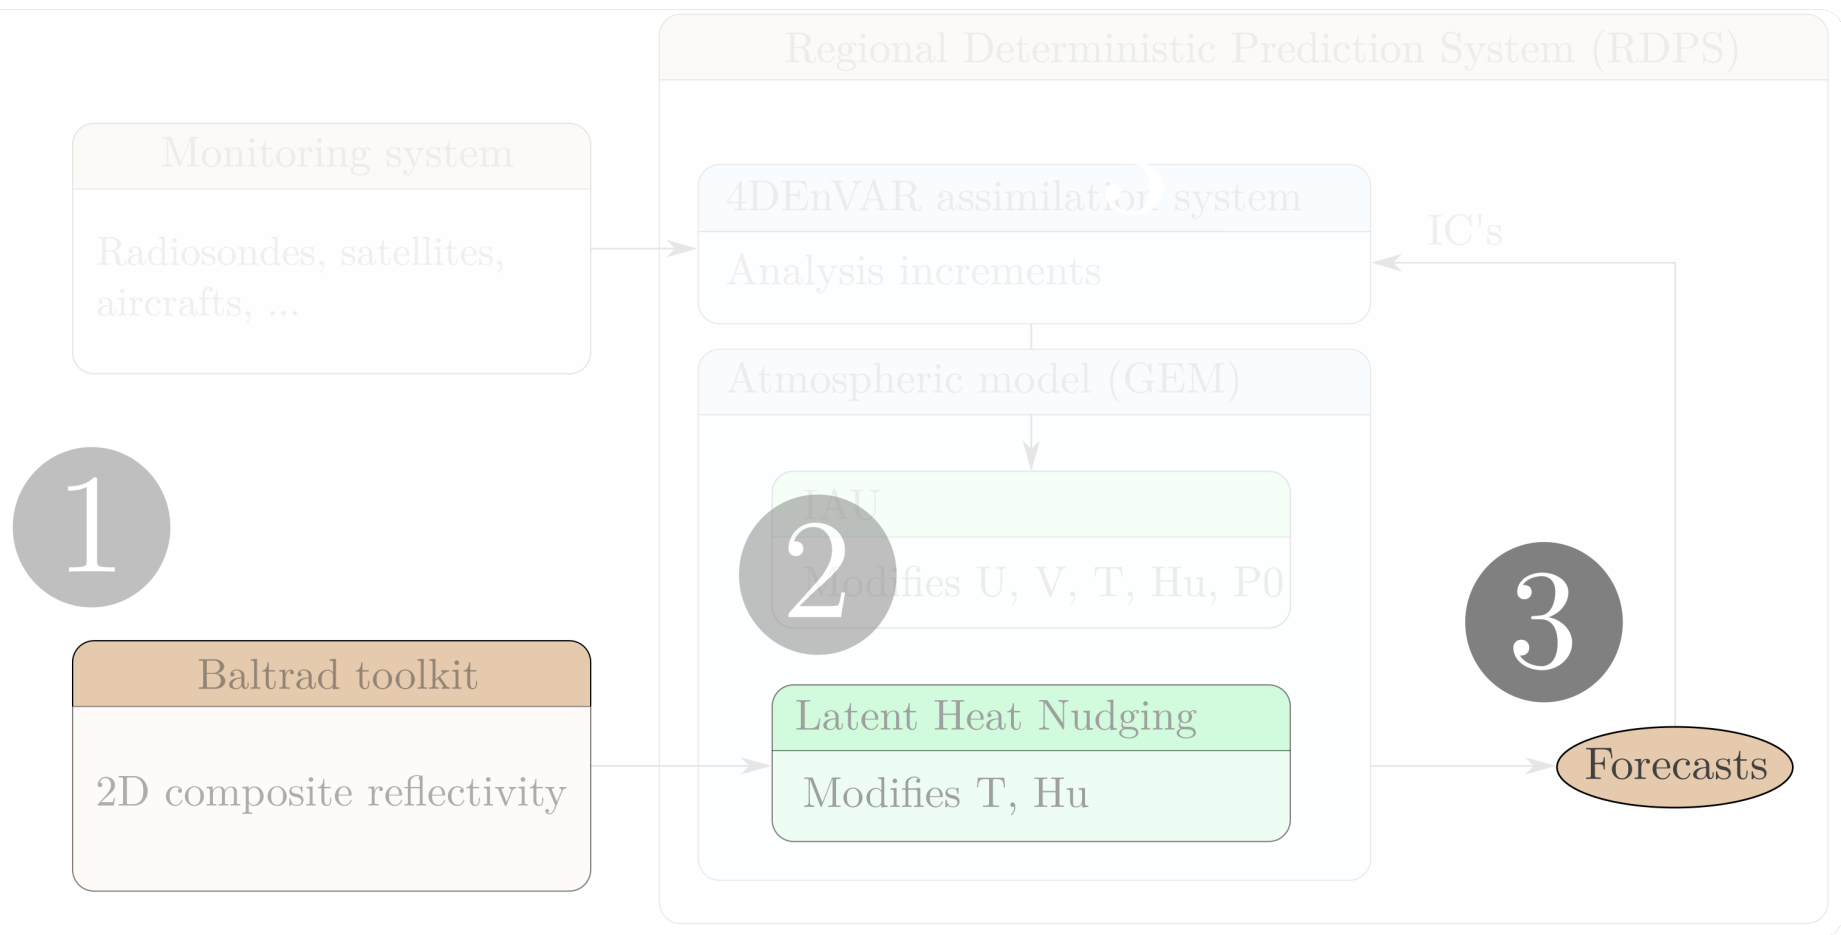 Regional Deterministic Prediction System (RDPS)
Monitoring system
Radiosondes, satellites,
aircrafts, ...
3
4DEnVAR assimilation system
Analysis increments
IC's
Atmospheric model (GEM)
IAU
Modifies U, V, T, Hu, P0
1
2
3
Baltrad toolkit
2D composite reflectivity
Latent Heat Nudging
Modifies T, Hu
Forecasts